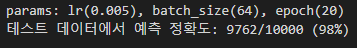 params: lr(0.005), batch_size(64), epoch(20)
테스트 데이터에서 예측 정확도: 9762/10000 (98%)